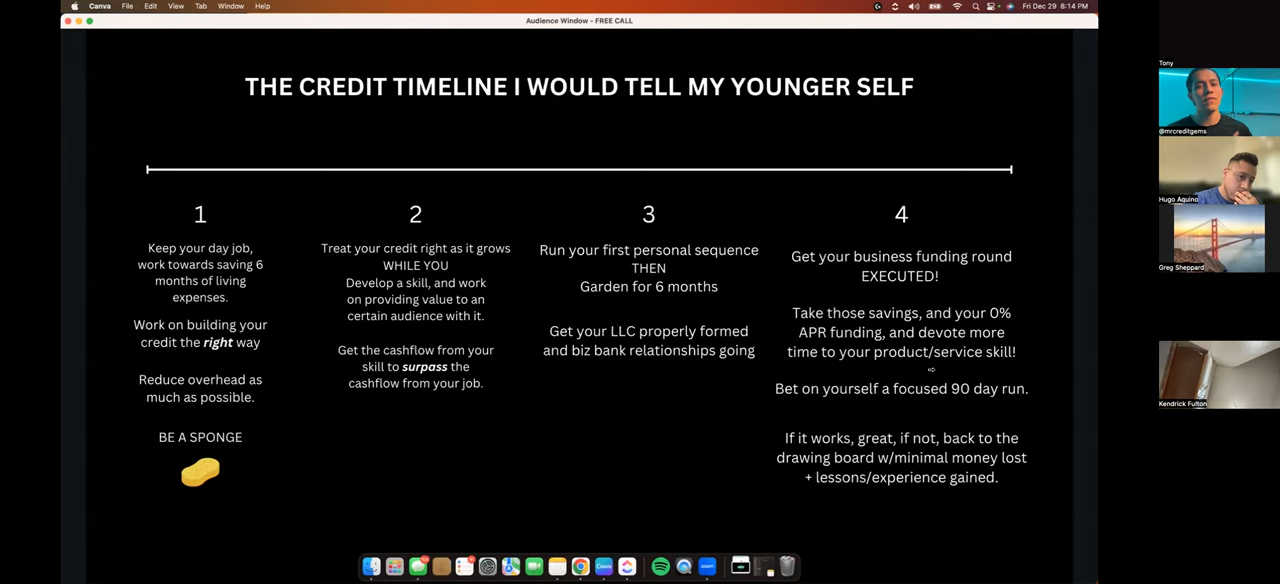 Canva File Edit View Tab Window Help
Fri Dec 29 8:14 PM
Audience Window - FREE CALL
THE CREDIT TIMELINE I WOULD TELL MY YOUNGER SELF
1
Keep your day job,
work towards saving 6
months of living
expenses.
Work on building your
credit the right way
Reduce overhead as
much as possible.
BE A SPONGE
2
Treat your credit right as it grows
WHILE YOU
Develop a skill, and work
on providing value to an
certain audience with it.
Get the cashflow from your
skill to surpass the
cashflow from your job.
3
Run your first personal sequence
THEN
Garden for 6 months
Get your LLC properly formed
and biz bank relationships going
4
Get your business funding round
EXECUTED!
Take those savings, and your 0%
APR funding, and devote more
time to your product/service skill!
Bet on yourself a focused 90 day run.
If it works, great, if not, back to the
drawing board w/minimal money lost
+ lessons/experience gained.
Tony
@mrcreditgems
Hugo Aquino
Greg Sheppard
Kendrick Fulton